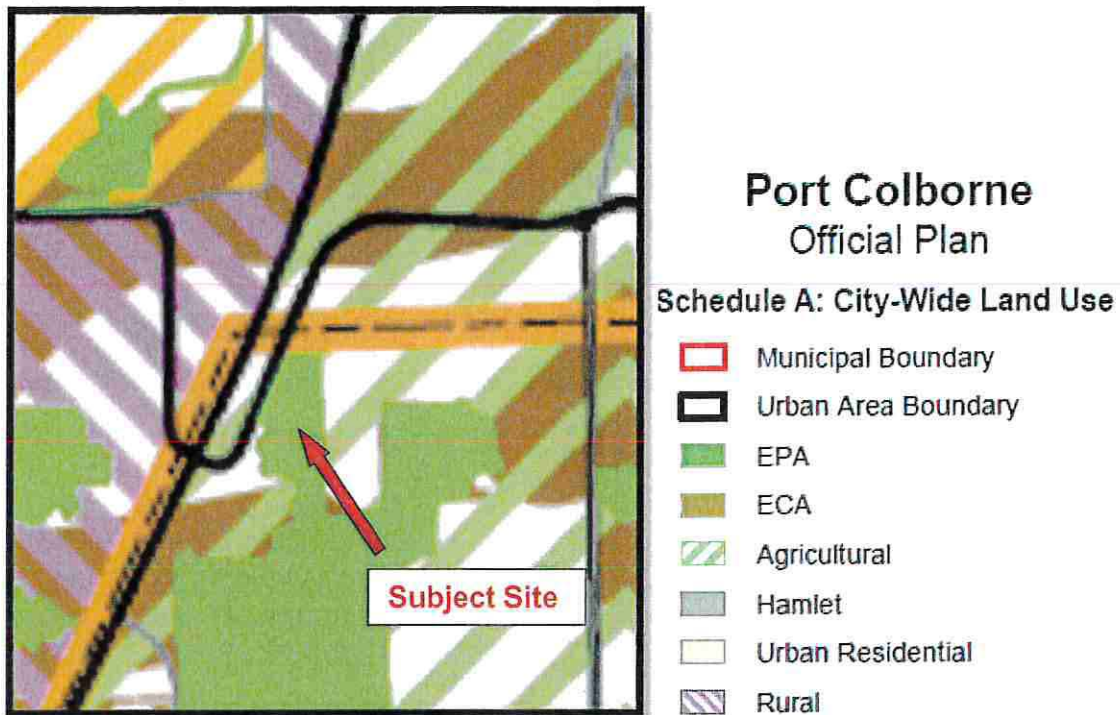 Port Colborne
Official Plan
Schedule A: City-Wide Land Use
Municipal Boundary
Urban Area Boundary
EPA
ECA
Agricultural
Hamlet
Urban Residential
Rural
Subject Site